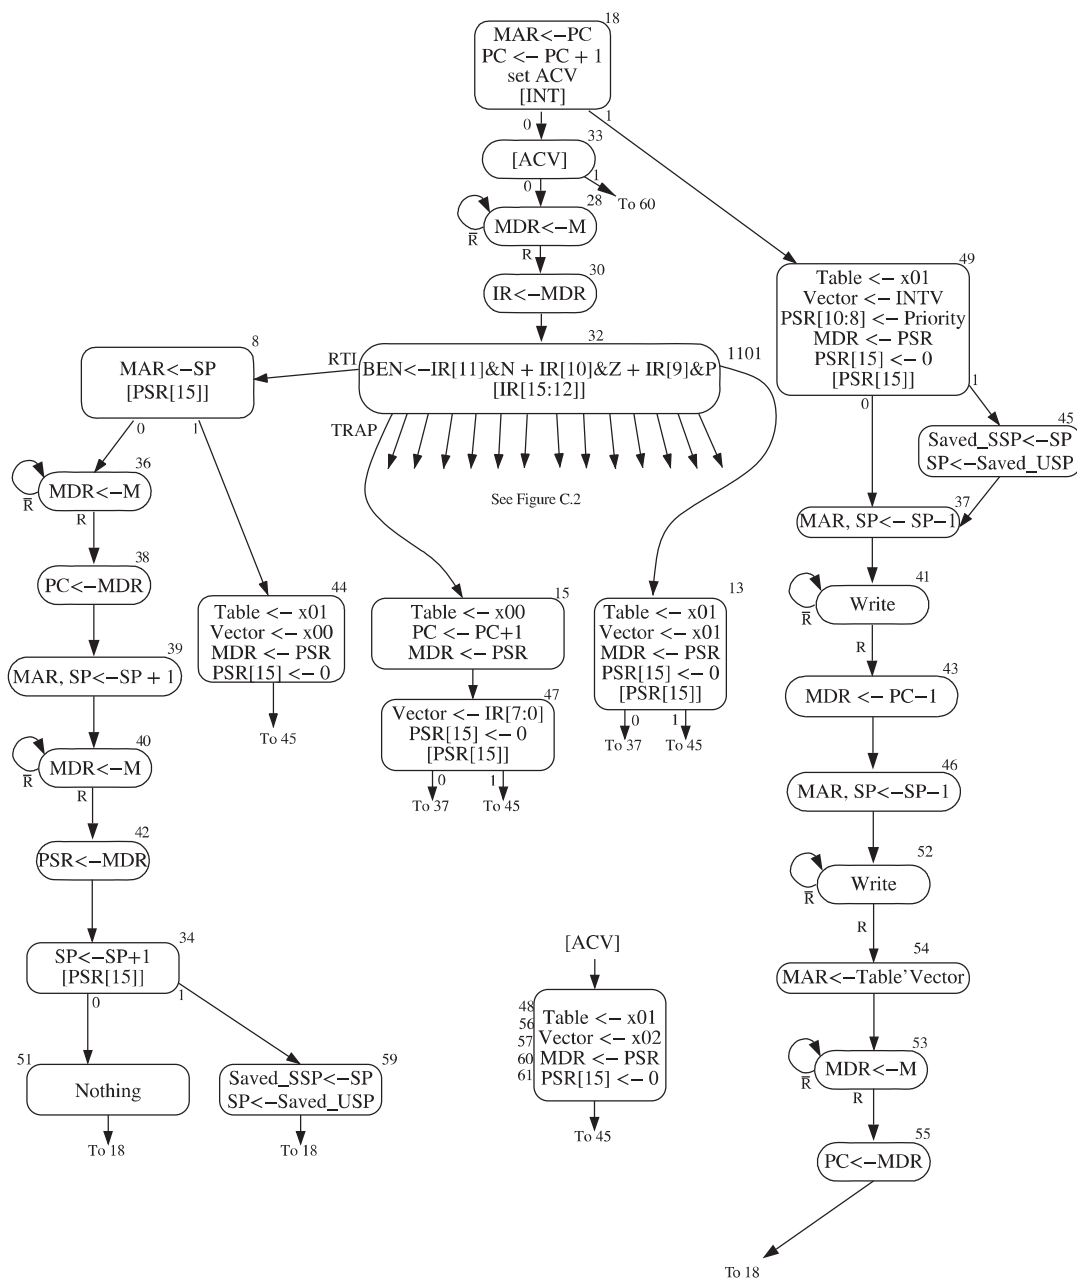 18
MAR<−PC
PC <− PC + 1
set ACV
[INT]
0
1
33
[ACV]
0
1
To 60
28
MDR<−M
R̅
R
30
IR<−MDR
32
BEN<−IR[11]&N + IR[10]&Z + IR[9]&P
[IR[15:12]]
RTI
1101
TRAP
See Figure C.2
8
MAR<−SP
[PSR[15]]
0
1
36
MDR<−M
R̅
R
38
PC<−MDR
39
MAR, SP<−SP + 1
40
MDR<−M
R̅
R
42
PSR<−MDR
34
SP<−SP+1
[PSR[15]]
0
1
51
Nothing
To 18
59
Saved_SSP<−SP
SP<−Saved_USP
To 18
44
Table <− x01
Vector <− x00
MDR <− PSR
PSR[15] <− 0
To 45
15
Table <− x00
PC <− PC+1
MDR <− PSR
47
Vector <− IR[7:0]
PSR[15] <− 0
[PSR[15]]
0
1
To 37
To 45
13
Table <− x01
Vector <− x01
MDR <− PSR
PSR[15] <− 0
[PSR[15]]
0
1
To 37
To 45
[ACV]
48
56
57
60
61
Table <− x01
Vector <− x02
MDR <− PSR
PSR[15] <− 0
To 45
49
Table <− x01
Vector <− INTV
PSR[10:8] <− Priority
MDR <− PSR
PSR[15] <− 0
[PSR[15]]
0
1
45
Saved_SSP<−SP
SP<−Saved_USP
37
MAR, SP<− SP−1
41
Write
R̅
R
43
MDR <− PC−1
46
MAR, SP<−SP−1
52
Write
R̅
R
54
MAR<−Table’Vector
53
MDR<−M
R̅
R
55
PC<−MDR
To 18